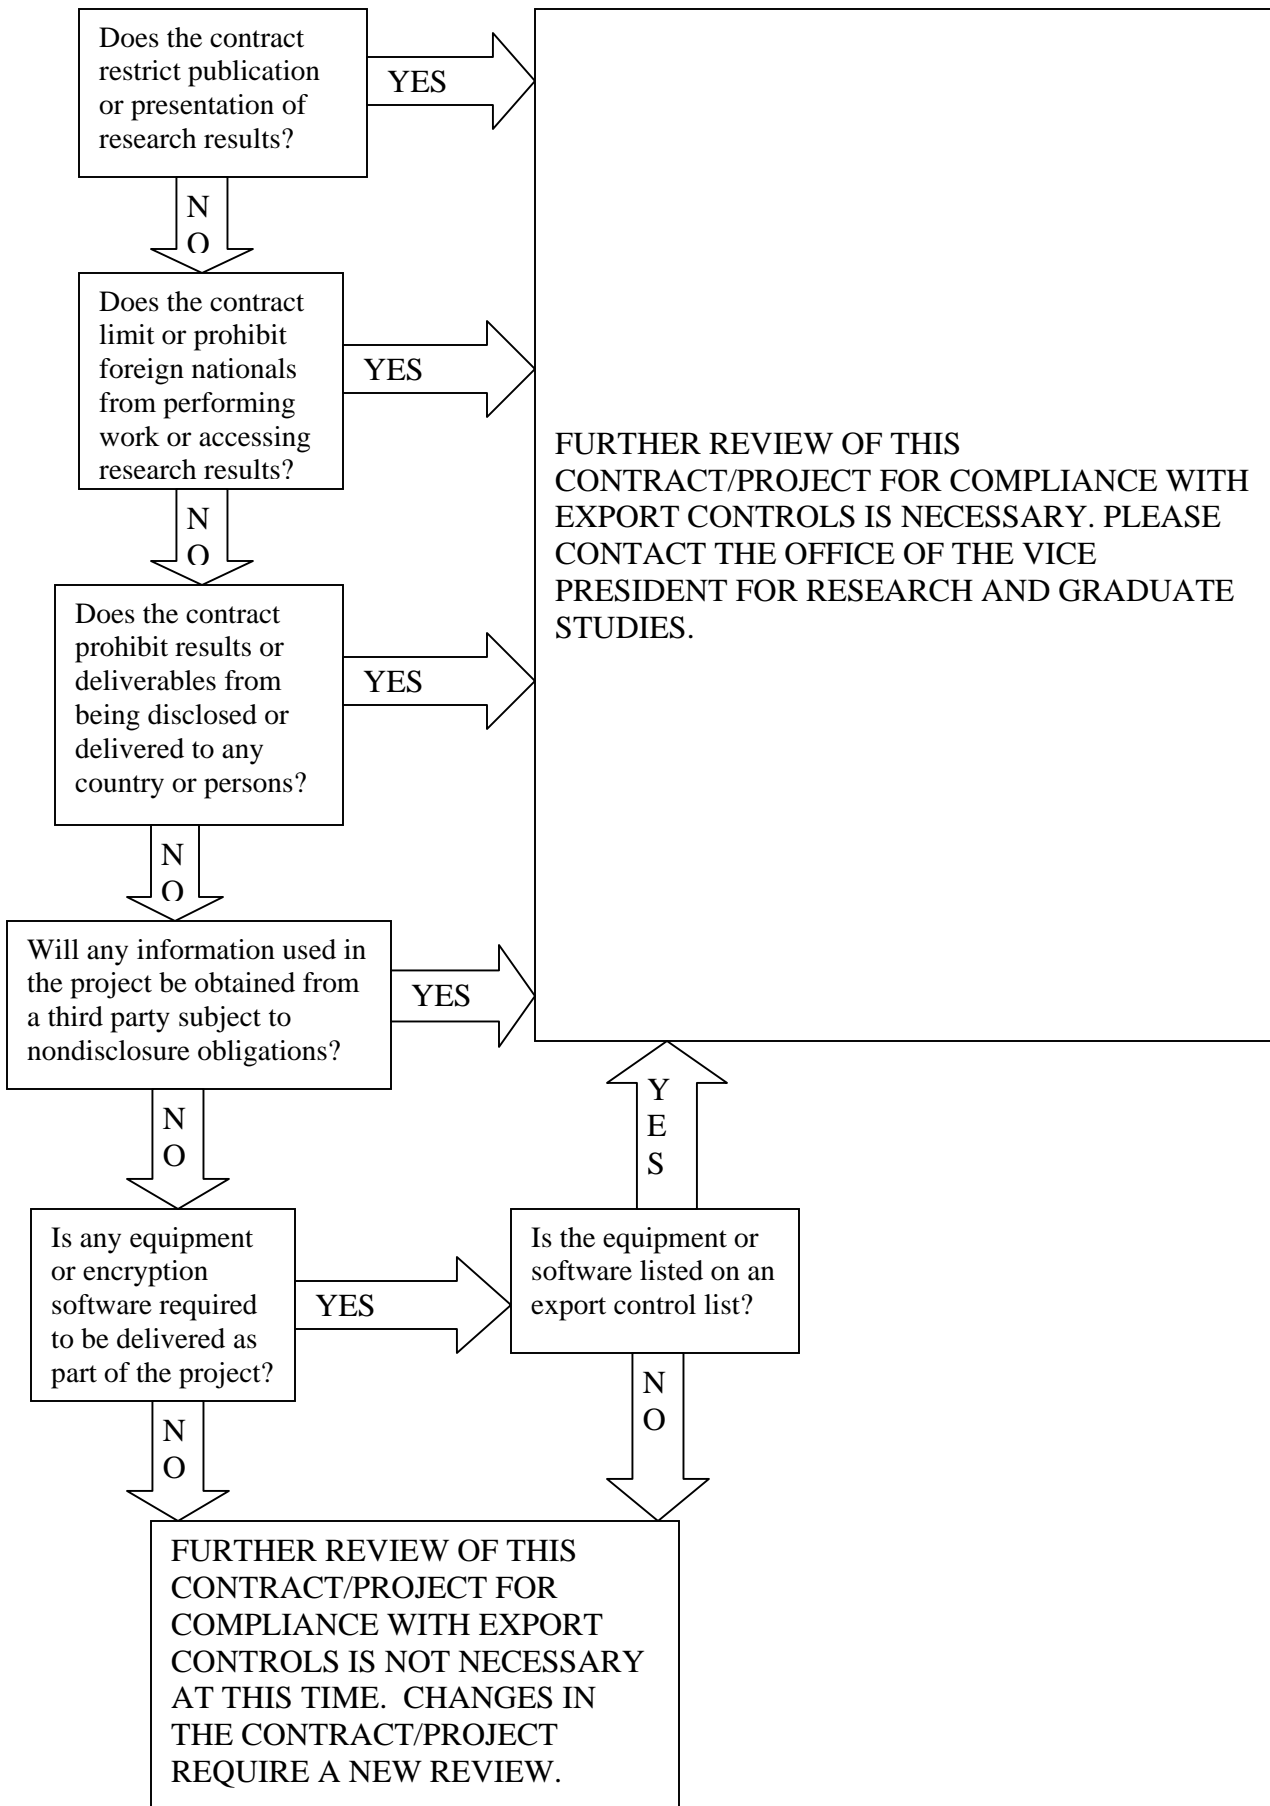 Does the contract
restrict publication
or presentation of
research results?
YES
N
O
Does the contract
limit or prohibit
foreign nationals
from performing
work or accessing
research results?
YES
FURTHER REVIEW OF THIS
CONTRACT/PROJECT FOR COMPLIANCE WITH
EXPORT CONTROLS IS NECESSARY. PLEASE
CONTACT THE OFFICE OF THE VICE
PRESIDENT FOR RESEARCH AND GRADUATE
STUDIES.
N
O
Does the contract
prohibit results or
deliverables from
being disclosed or
delivered to any
country or persons?
YES
N
O
Will any information used in
the project be obtained from
a third party subject to
nondisclosure obligations?
YES
N
O
Y
E
S
Is any equipment
or encryption
software required
to be delivered as
part of the project?
YES
Is the equipment or
software listed on an
export control list?
N
O
N
O
FURTHER REVIEW OF THIS
CONTRACT/PROJECT FOR
COMPLIANCE WITH EXPORT
CONTROLS IS NOT NECESSARY
AT THIS TIME.  CHANGES IN
THE CONTRACT/PROJECT
REQUIRE A NEW REVIEW.